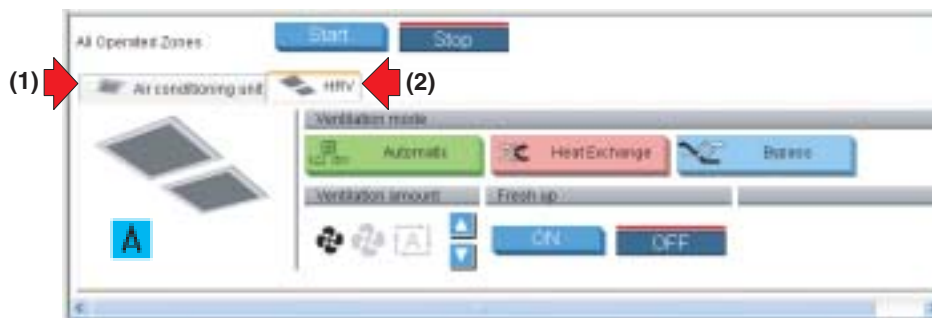 All Operated Zones Start Stop
(1) Air conditioning unit HRV (2)
Ventilation mode
Automatic Heat Exchange Bypass
Ventilation amount Fresh up
A ON OFF
A